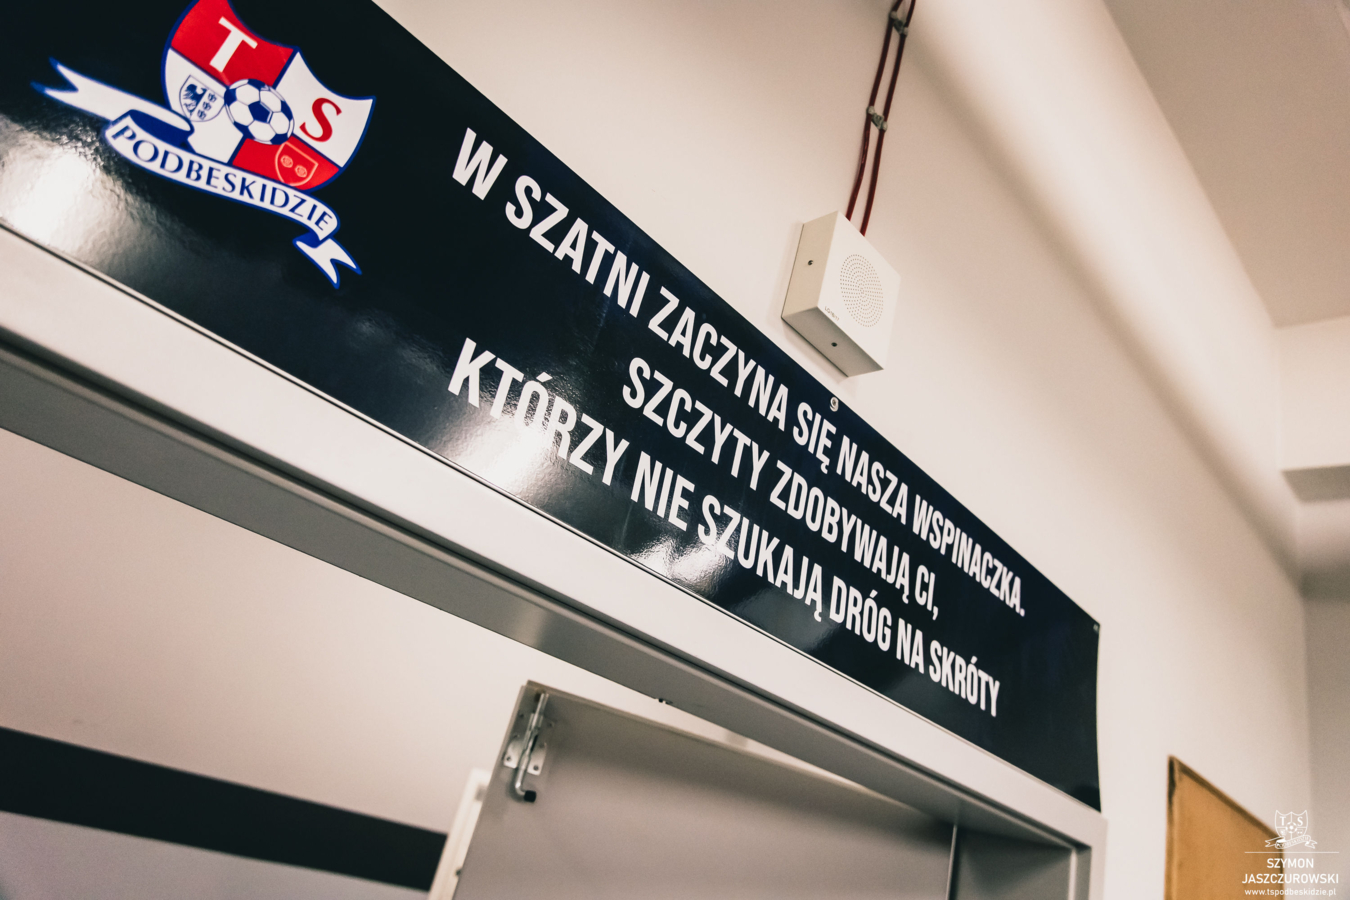 T
S
PODBESKIDZIE
W SZATNI ZACZYNA SIĘ NASZA WSPINACZKA.
SZCZYTY ZDOBYWAJĄ CI,
KTÓRZY NIE SZUKAJĄ DRÓG NA SKRÓTY
T S
SZYMON
JASZCZUROWSKI
www.tspodbeskidzie.pl